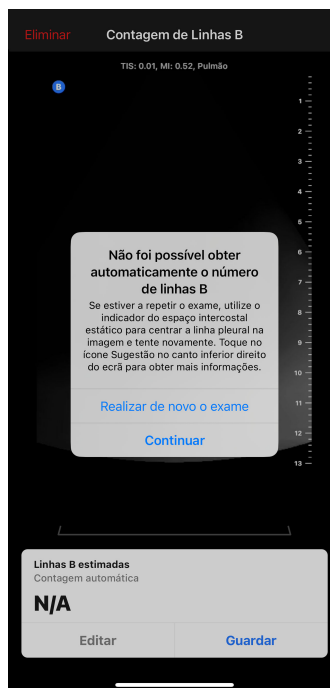 Eliminar
Contagem de Linhas B
TIS: 0.01, MI: 0.52, Pulmão
B
1
2
3
4
5
6
7
8
9
10
11
12
13
Não foi possível obter
automaticamente o número
de linhas B
Se estiver a repetir o exame, utilize o
indicador do espaço intercostal
estático para centrar a linha pleural na
imagem e tente novamente. Toque no
ícone Sugestão no canto inferior direito
do ecrã para obter mais informações.
Realizar de novo o exame
Continuar
Linhas B estimadas
Contagem automática
N/A
Editar
Guardar